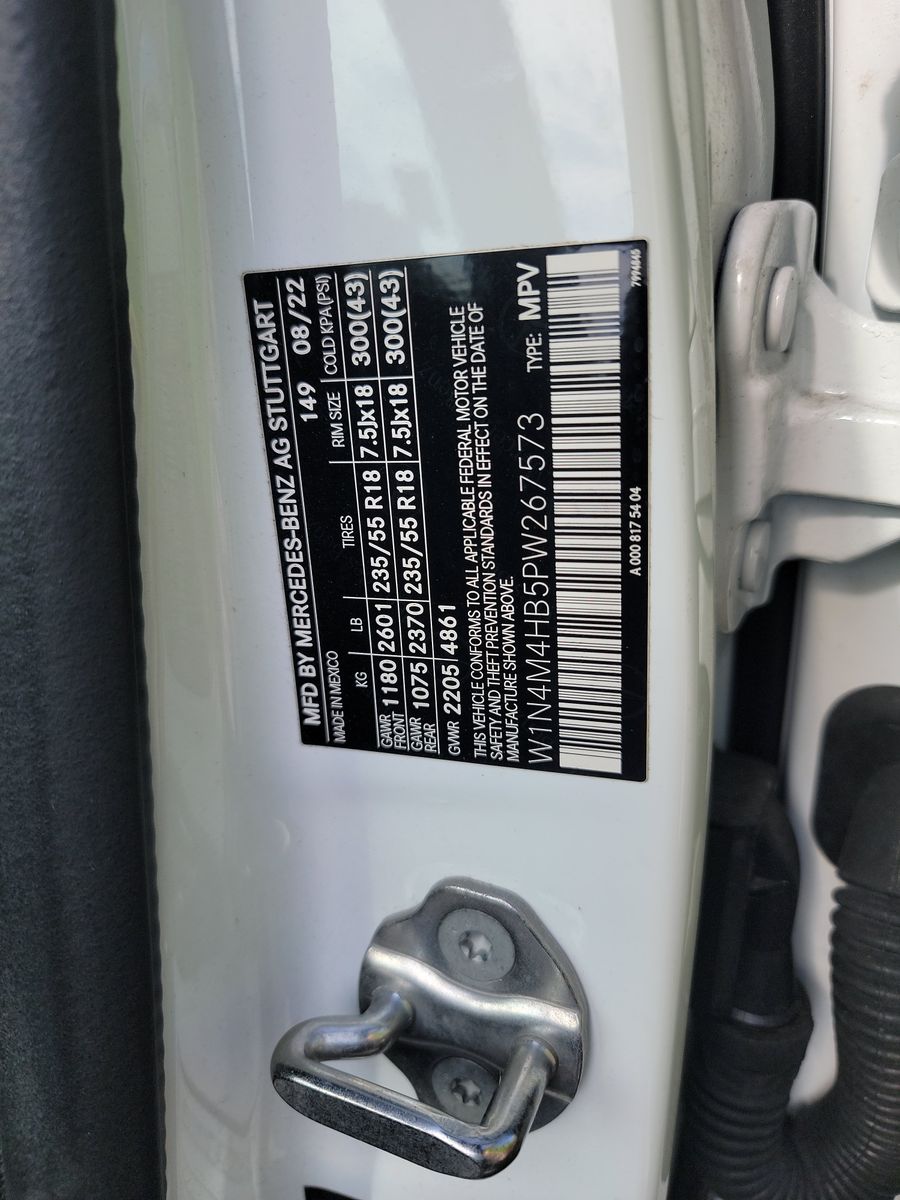 MFD BY MERCEDES-BENZ AG STUTTGART
MADE IN MEXICO 149 08/22
KG LB TIRES RIM SIZE COLD KPA(PSI)
GAWR FRONT 1180 2601 235/55 R18 7.5Jx18 300(43)
GAWR REAR 1075 2370 235/55 R18 7.5Jx18 300(43)
GVWR 2205 4861
THIS VEHICLE CONFORMS TO ALL APPLICABLE FEDERAL MOTOR VEHICLE
SAFETY AND THEFT PREVENTION STANDARDS IN EFFECT ON THE DATE OF
MANUFACTURE SHOWN ABOVE.
W1N4M4HB5PW267573 TYPE: MPV
A 000 817 54 04 7994845